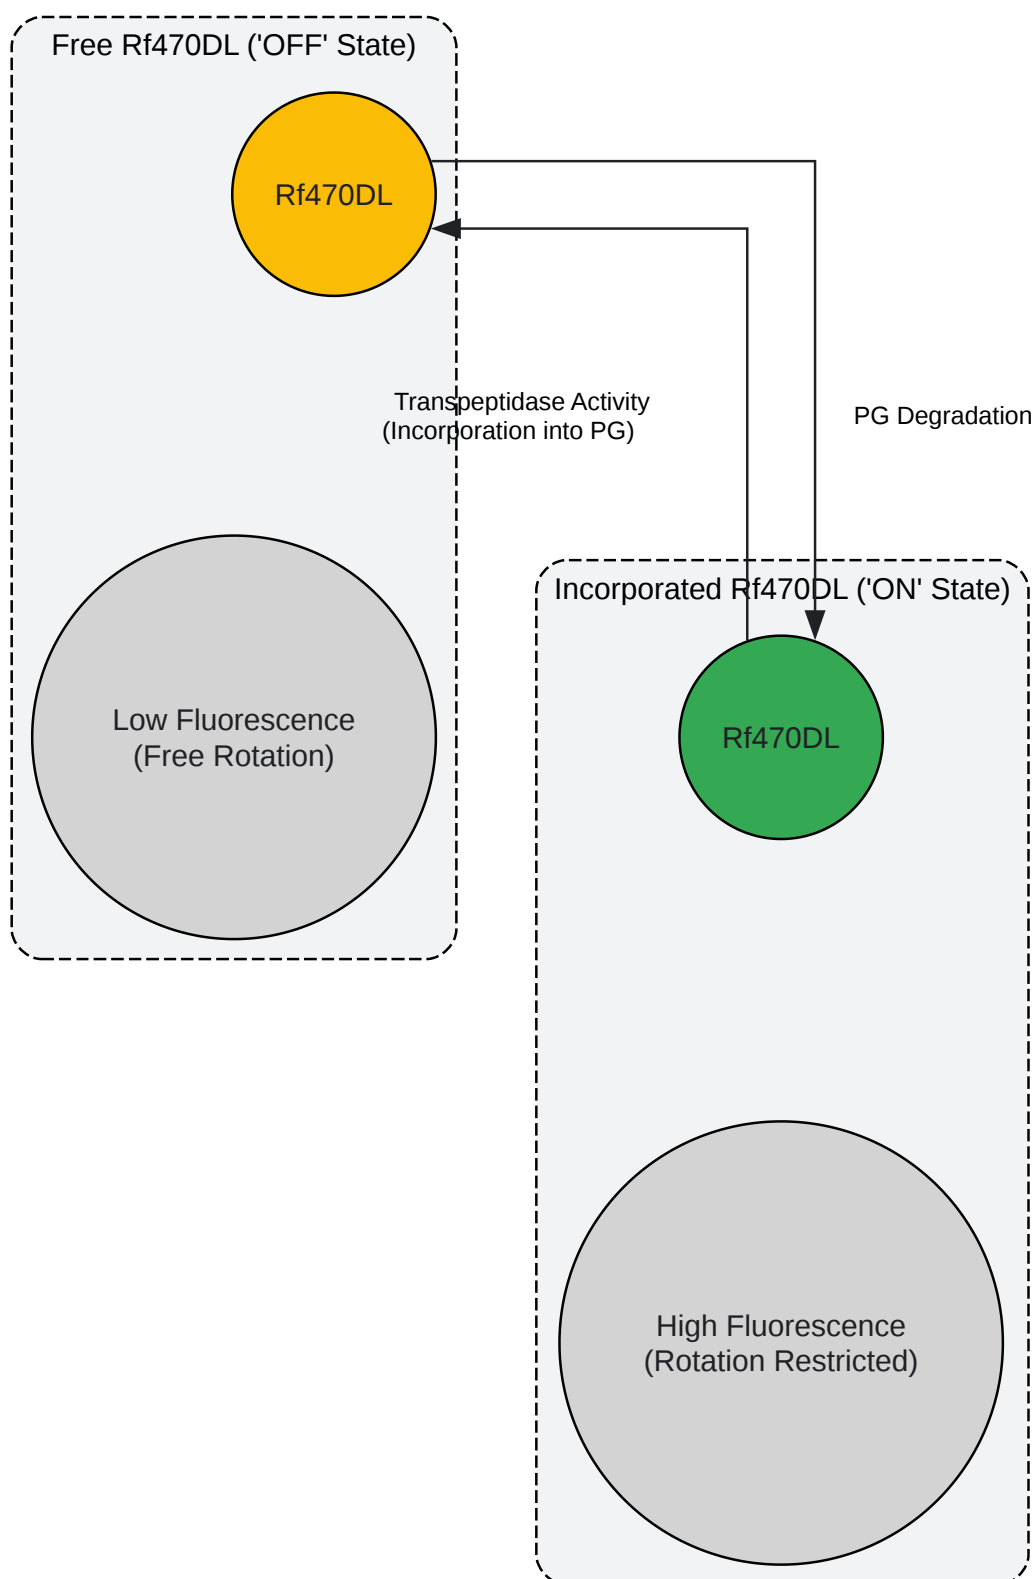 Free Rf470DL ('OFF' State)
Rf470DL
Transpeptidase Activity
(Incorporation into PG)
PG Degradation
Low Fluorescence
(Free Rotation)
Incorporated Rf470DL ('ON' State)
Rf470DL
High Fluorescence
(Rotation Restricted)